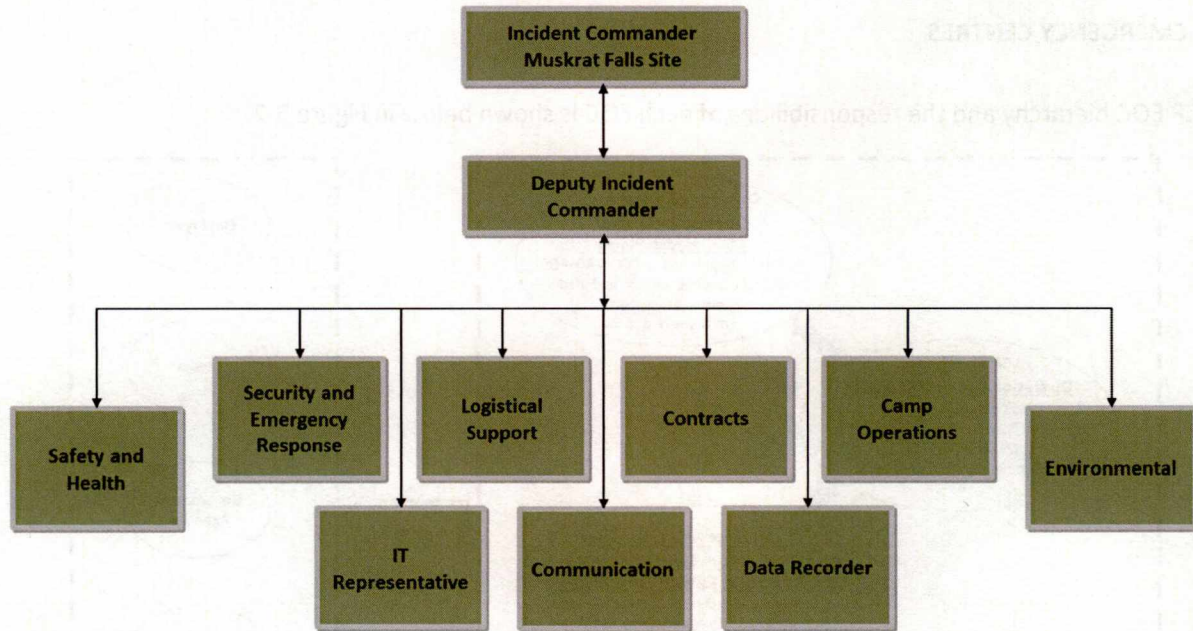 Incident Commander
Muskrat Falls Site
Deputy Incident
Commander
Safety and
Health
Security and
Emergency
Response
Logistical
Support
Contracts
Camp
Operations
Environmental
IT
Representative
Communication
Data Recorder